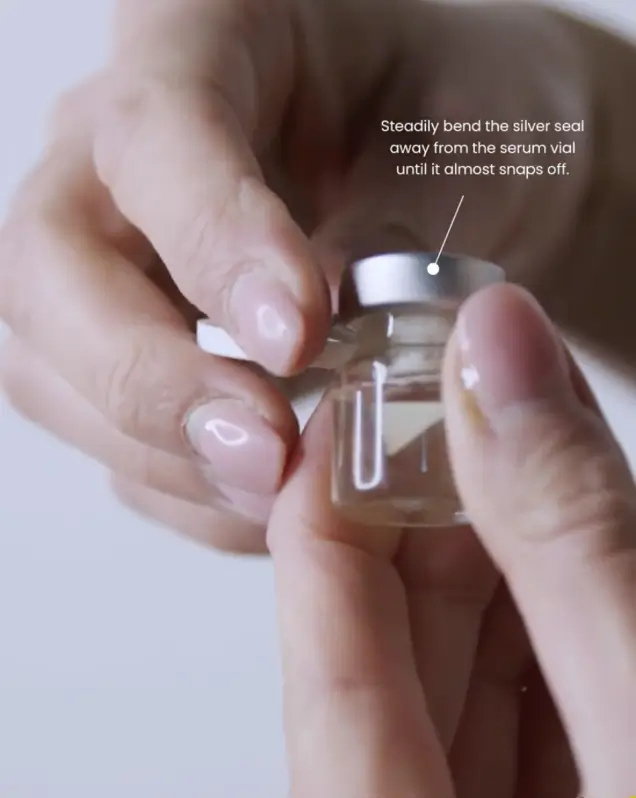 Steadily bend the silver seal
away from the serum vial
until it almost snaps off.